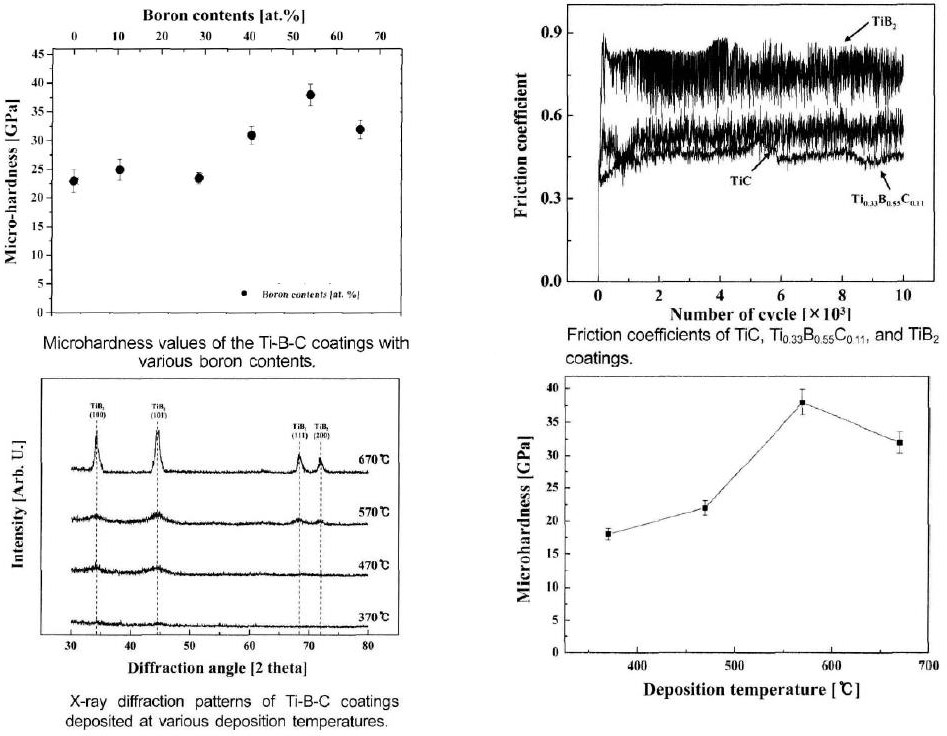 Boron contents [at.%]
0 10 20 30 40 50 60 70
Micro-hardness [GPa]
45
40
35
30
25
20
15
10
5
0
Boron contents [at. %]
Microhardness values of the Ti-B-C coatings with
various boron contents.
Friction coefficient
0.9
0.6
0.3
0.0
TiB2
TiC
Ti0.33B0.55C0.11
0 2 4 6 8 10
Number of cycle [×10³]
Friction coefficients of TiC, Ti0.33B0.55C0.11, and TiB2
coatings.
Intensity [Arb. U.]
TiB2 TiB2 TiB2 TiB2
(100) (101) (111) (200)
670℃
570℃
470℃
370℃
30 40 50 60 70 80
Diffraction angle [2 theta]
X-ray diffraction patterns of Ti-B-C coatings
deposited at various deposition temperatures.
Microhardness [GPa]
40
35
30
25
20
15
10
5
0
400 500 600 700
Deposition temperature [℃]